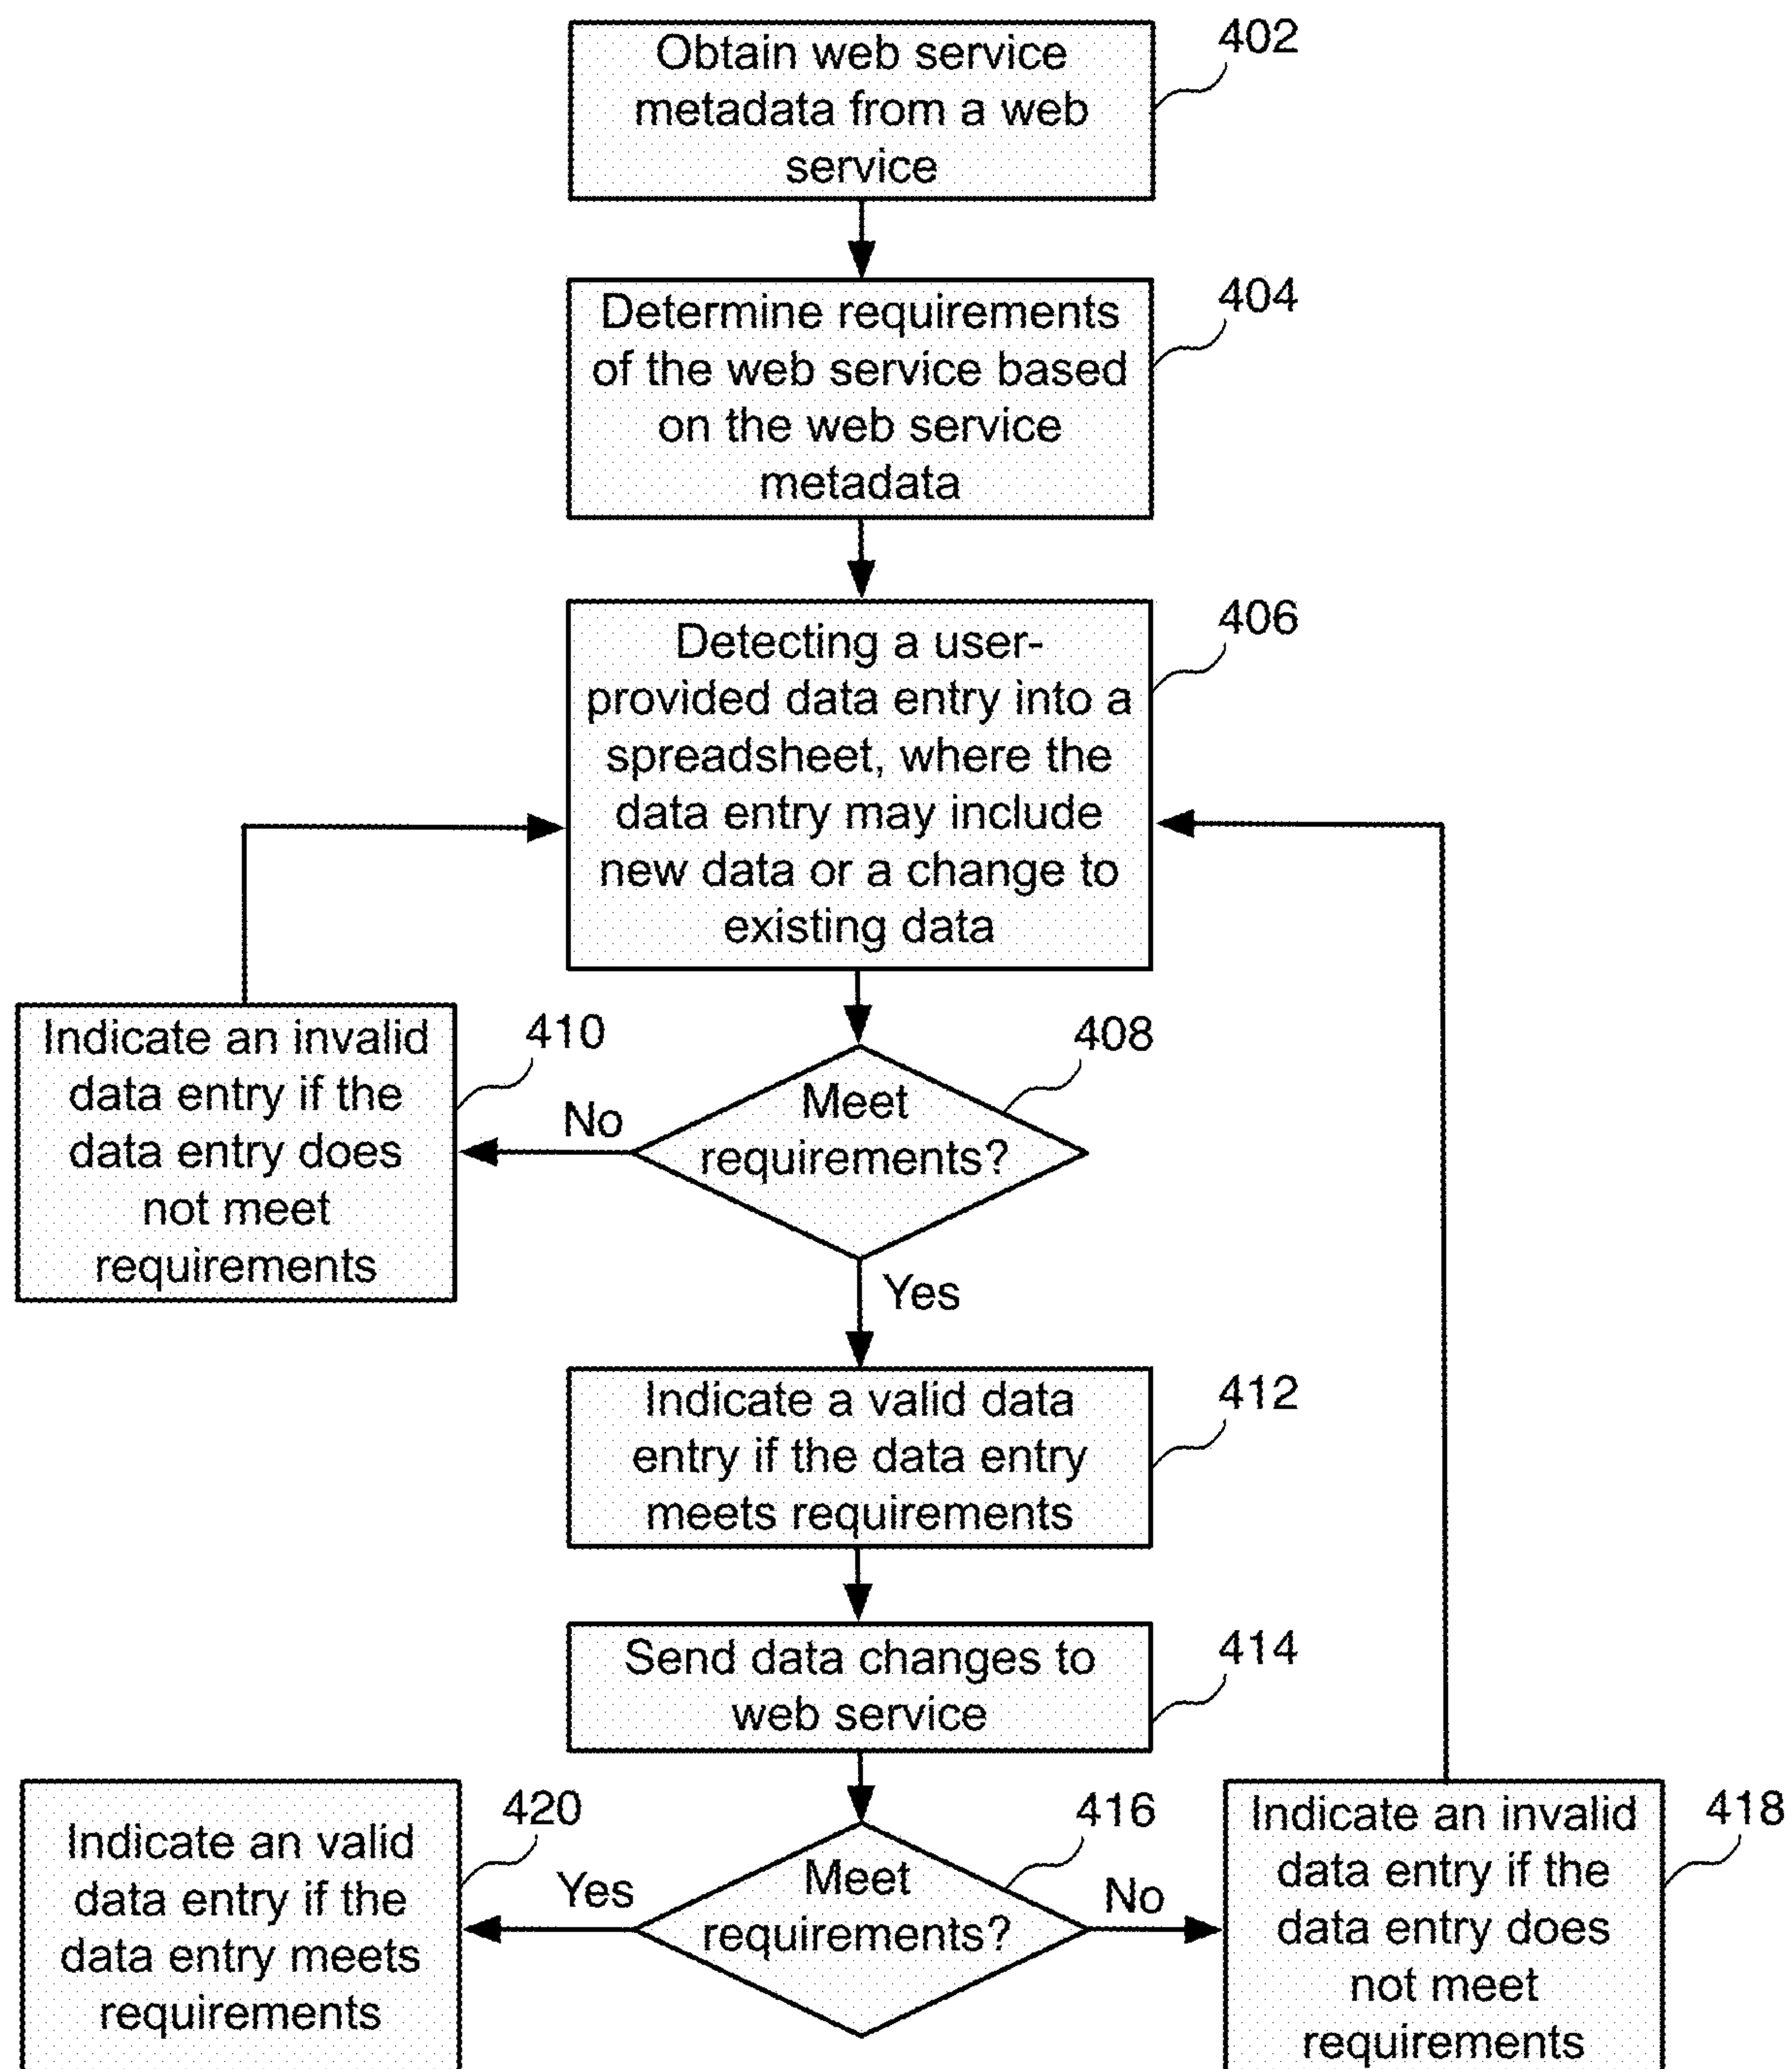 Obtain web service
metadata from a web
service
402
Determine requirements
of the web service based
on the web service
metadata
404
Detecting a user-
provided data entry into a
spreadsheet, where the
data entry may include
new data or a change to
existing data
406
Indicate an invalid
data entry if the
data entry does
not meet
requirements
410
No
Meet
requirements?
408
Yes
Indicate a valid data
entry if the data entry
meets requirements
412
Send data changes to
web service
414
Indicate an valid
data entry if the
data entry meets
requirements
420
Yes
Meet
requirements?
416
No
Indicate an invalid
data entry if the
data entry does
not meet
requirements
418